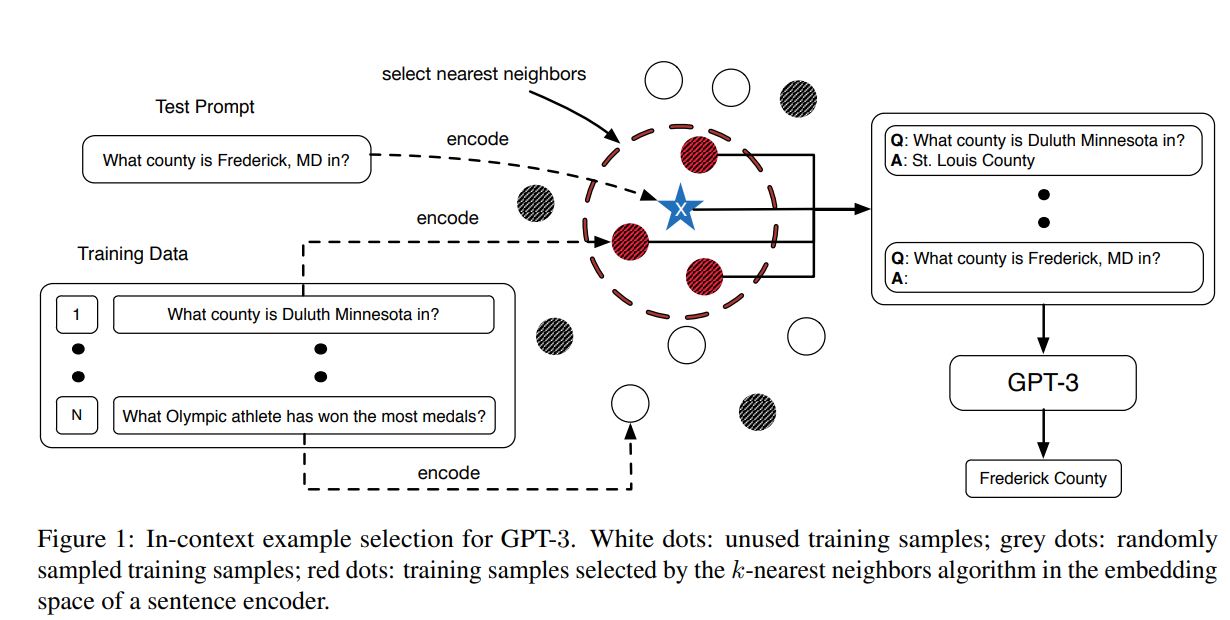 select nearest neighbors
Test Prompt
encode
What county is Frederick, MD in?
X
encode
Training Data
1
What county is Duluth Minnesota in?
N
What Olympic athlete has won the most medals?
encode
Q: What county is Duluth Minnesota in?
A: St. Louis County
Q: What county is Frederick, MD in?
A:
GPT-3
Frederick County
Figure 1: In-context example selection for GPT-3. White dots: unused training samples; grey dots: randomly
sampled training samples; red dots: training samples selected by the k-nearest neighbors algorithm in the embedding
space of a sentence encoder.